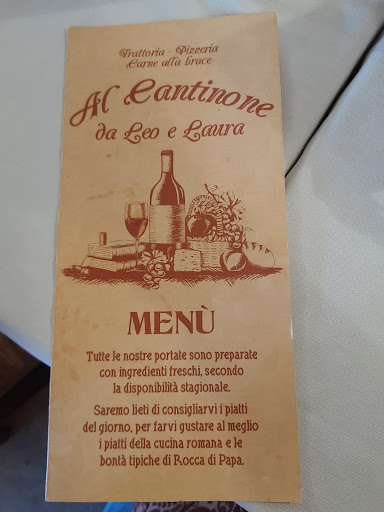 Trattoria - Pizzeria
Carne alla brace
Al Cantinone
da Leo e Laura
MENÙ
Tutte le nostre portate sono preparate
con ingredienti freschi, secondo
la disponibilità stagionale.
Saremo lieti di consigliarvi i piatti
del giorno, per farvi gustare al meglio
i piatti della cucina romana e le
bontà tipiche di Rocca di Papa.